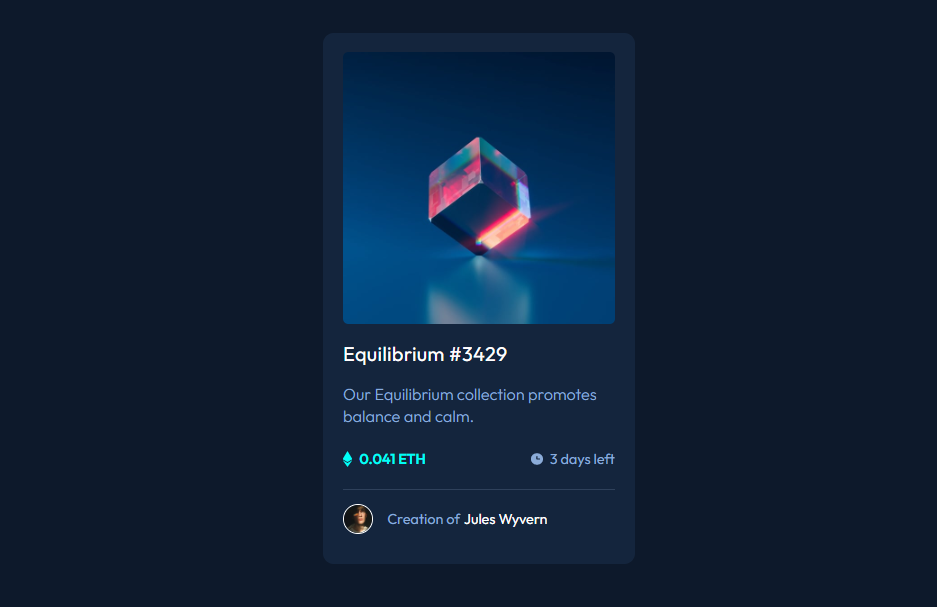 Equilibrium #3429
Our Equilibrium collection promotes
balance and calm.
0.041 ETH
3 days left
Creation of Jules Wyvern